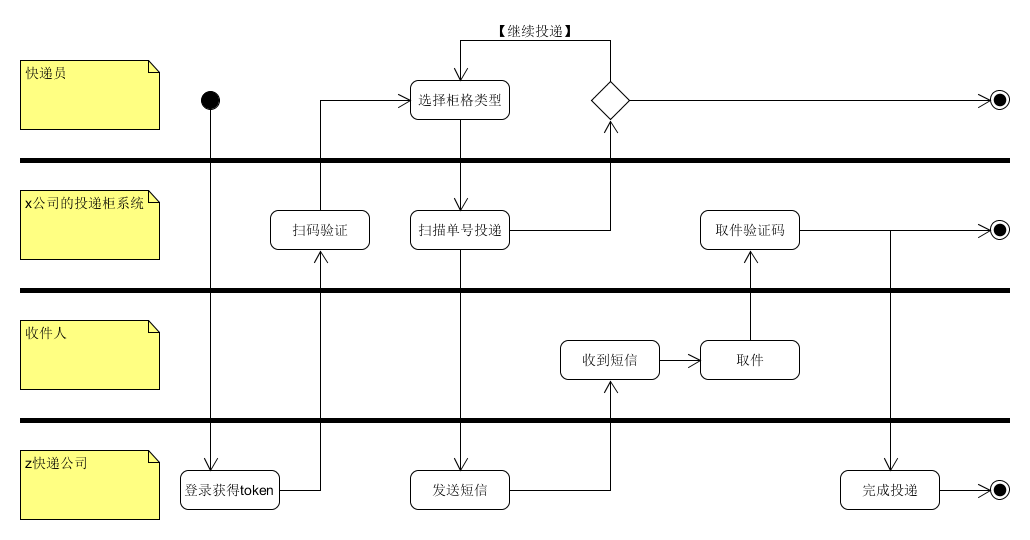 【继续投递】
快递员
选择柜格类型
x公司的投递柜系统
扫码验证
扫描单号投递
取件验证码
收件人
收到短信
取件
z快递公司
登录获得token
发送短信
完成投递